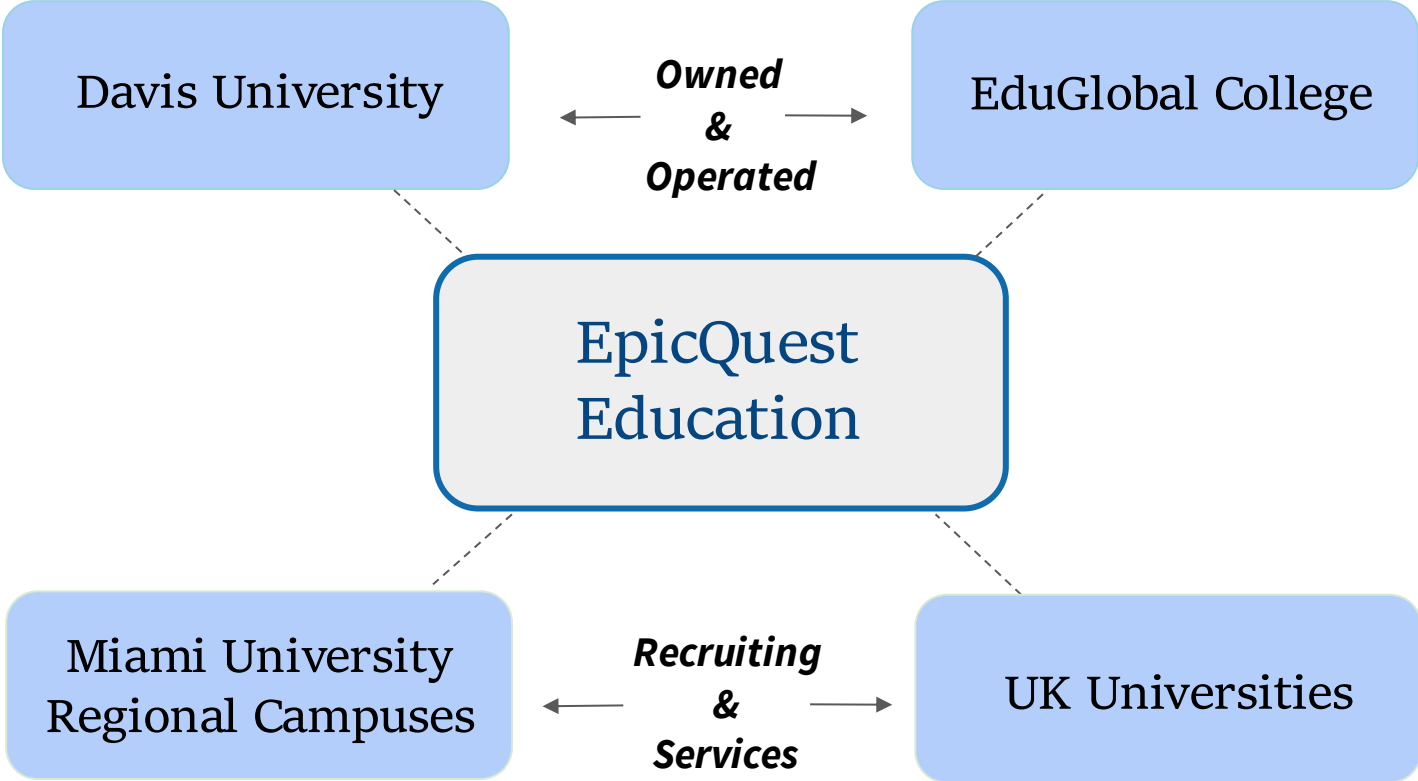 Davis University
Owned
&
Operated
EduGlobal College
EpicQuest
Education
Miami University
Regional Campuses
Recruiting
&
Services
UK Universities